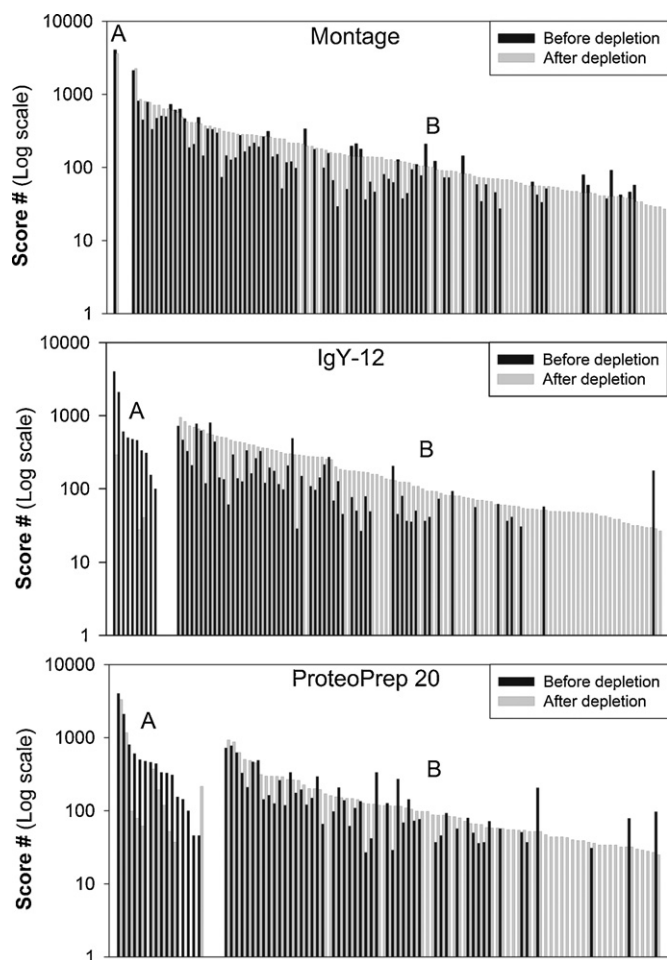 Montage
Before depletion
After depletion
A
B
Score # (Log scale)
10000
1000
100
10
1
IgY-12
Before depletion
After depletion
A
B
Score # (Log scale)
10000
1000
100
10
1
ProteoPrep 20
Before depletion
After depletion
A
B
Score # (Log scale)
10000
1000
100
10
1